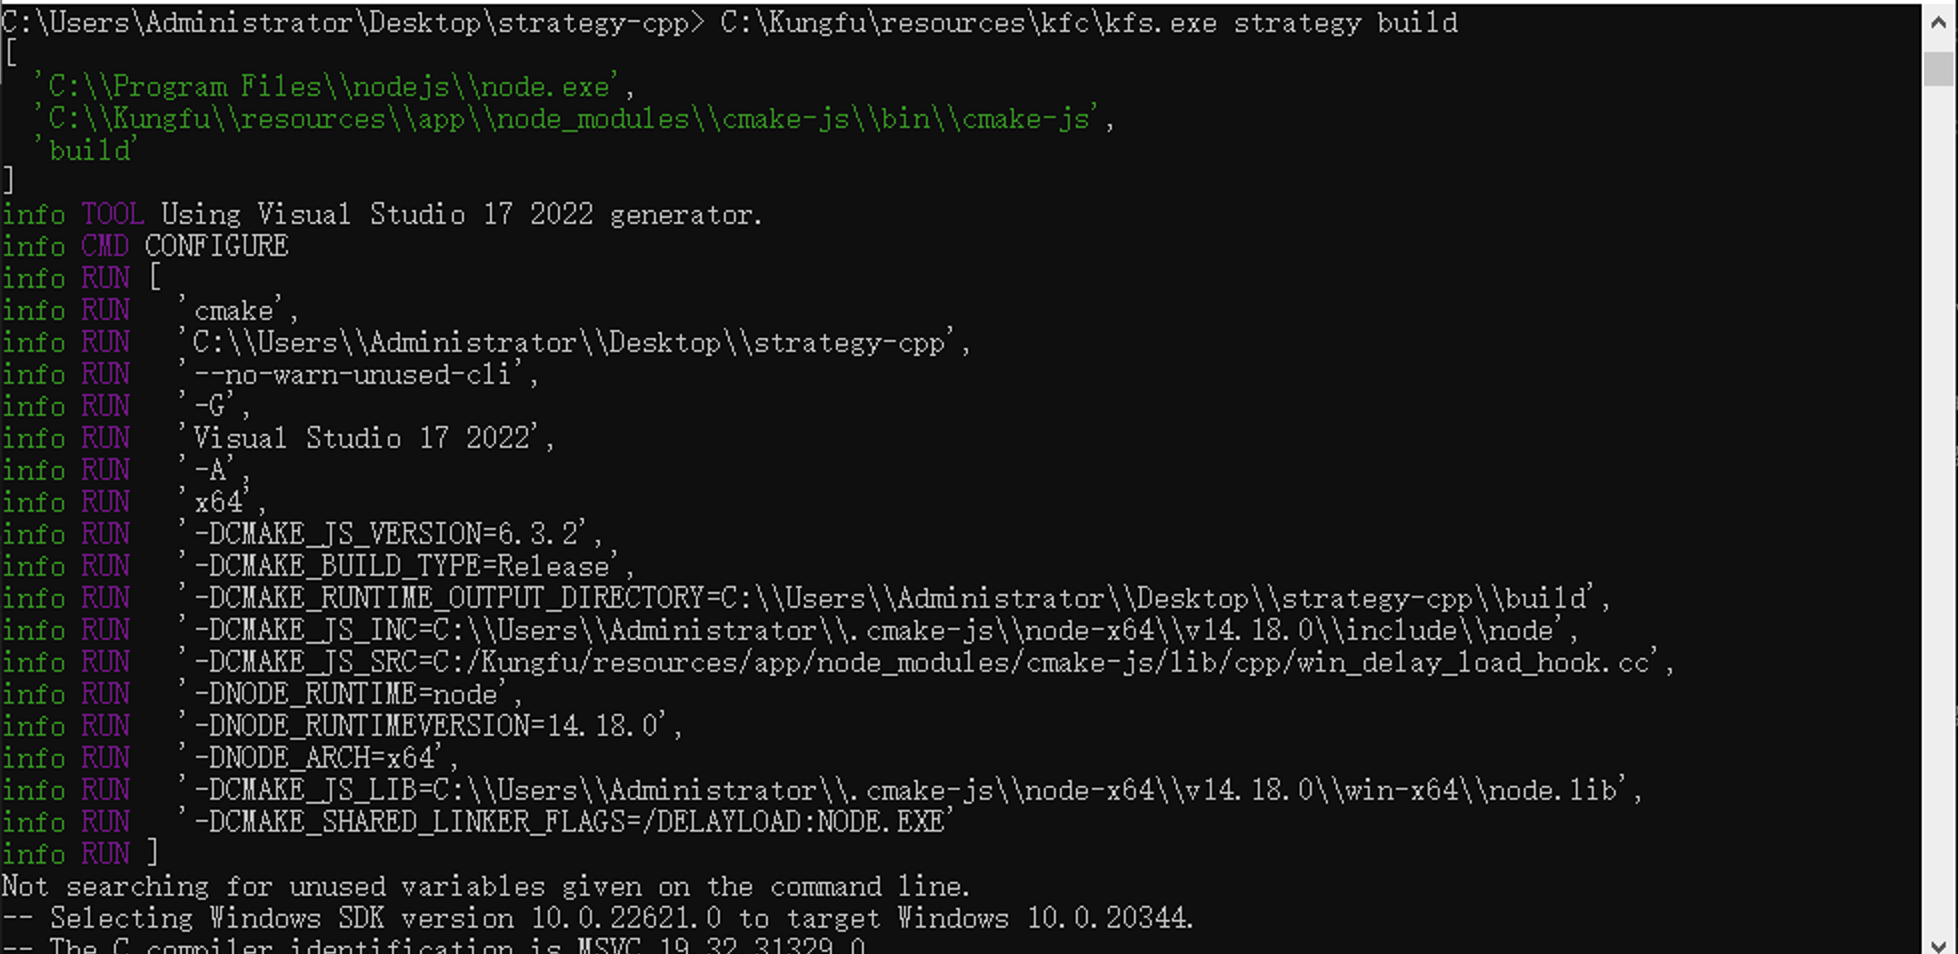 C:\Users\Administrator\Desktop\strategy-cpp> C:\Kungfu\resources\kfc\kfs.exe strategy build
[
  'C:\\Program Files\\nodejs\\node.exe',
  'C:\\Kungfu\\resources\\app\\node_modules\\cmake-js\\bin\\cmake-js',
  'build'
]
info TOOL Using Visual Studio 17 2022 generator.
info CMD CONFIGURE
info RUN [
info RUN   'cmake',
info RUN   'C:\\Users\\Administrator\\Desktop\\strategy-cpp',
info RUN   '--no-warn-unused-cli',
info RUN   '-G',
info RUN   'Visual Studio 17 2022',
info RUN   '-A',
info RUN   'x64',
info RUN   '-DCMAKE_JS_VERSION=6.3.2',
info RUN   '-DCMAKE_BUILD_TYPE=Release',
info RUN   '-DCMAKE_RUNTIME_OUTPUT_DIRECTORY=C:\\Users\\Administrator\\Desktop\\strategy-cpp\\build',
info RUN   '-DCMAKE_JS_INC=C:\\Users\\Administrator\\.cmake-js\\node-x64\\v14.18.0\\include\\node',
info RUN   '-DCMAKE_JS_SRC=C:/Kungfu/resources/app/node_modules/cmake-js/lib/cpp/win_delay_load_hook.cc',
info RUN   '-DNODE_RUNTIME=node',
info RUN   '-DNODE_RUNTIMEVERSION=14.18.0',
info RUN   '-DNODE_ARCH=x64',
info RUN   '-DCMAKE_JS_LIB=C:\\Users\\Administrator\\.cmake-js\\node-x64\\v14.18.0\\win-x64\\node.lib',
info RUN   '-DCMAKE_SHARED_LINKER_FLAGS=/DELAYLOAD:NODE.EXE'
info RUN ]
Not searching for unused variables given on the command line.
-- Selecting Windows SDK version 10.0.22621.0 to target Windows 10.0.20344.
-- The C compiler identification is MSVC 19.32.31329.0